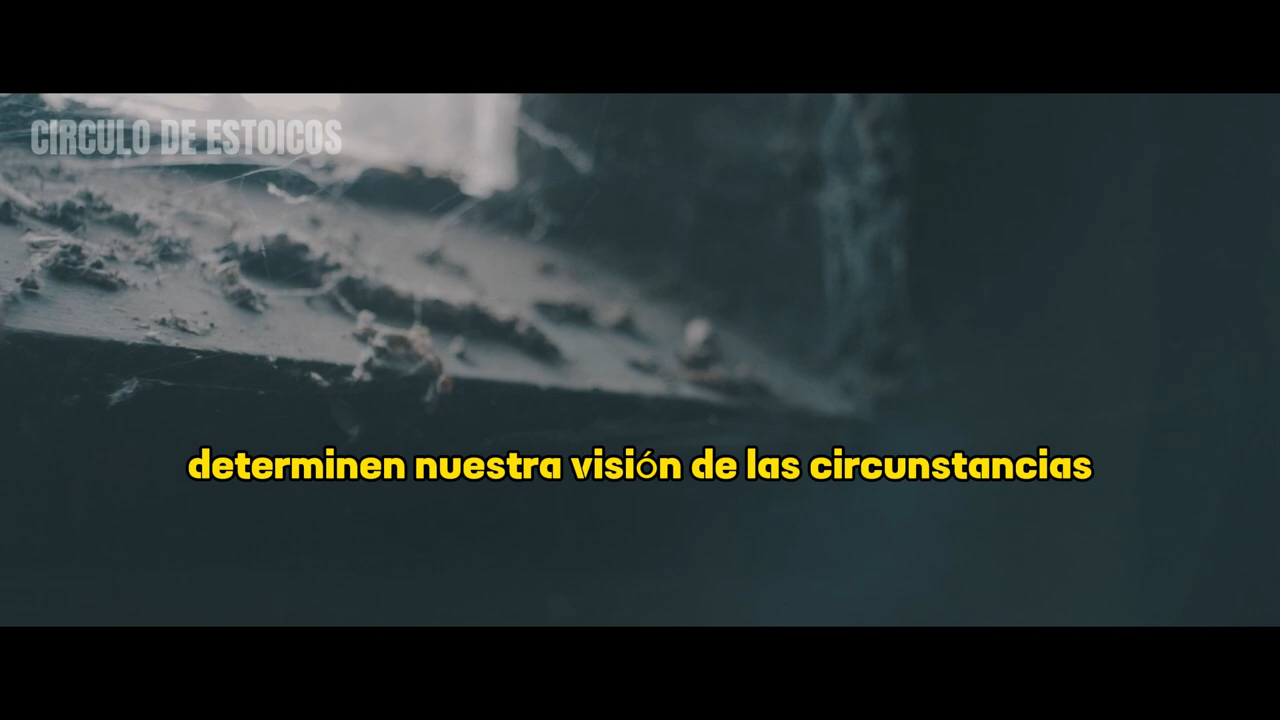 CIRCULO DE ESTOICOS
determinen nuestra visión de las circunstancias